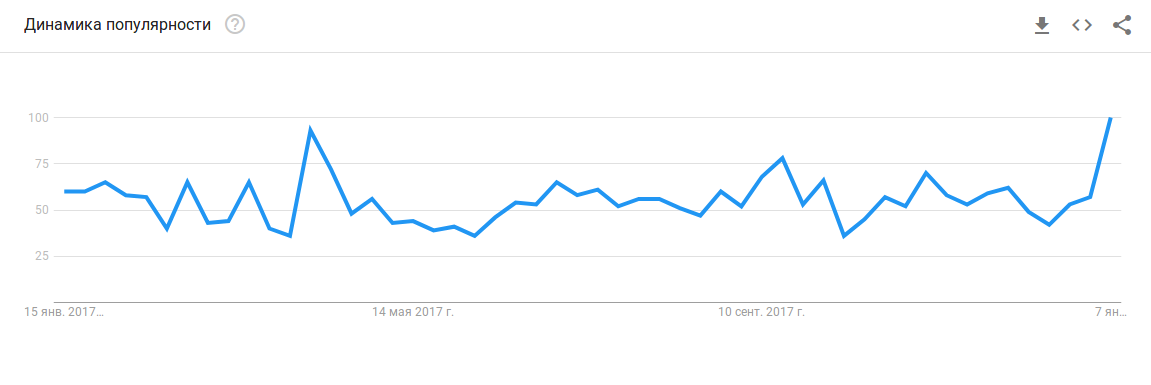 Динамика популярности
100
75
50
25
15 янв. 2017…
14 мая 2017 г.
10 сент. 2017 г.
7 ян…